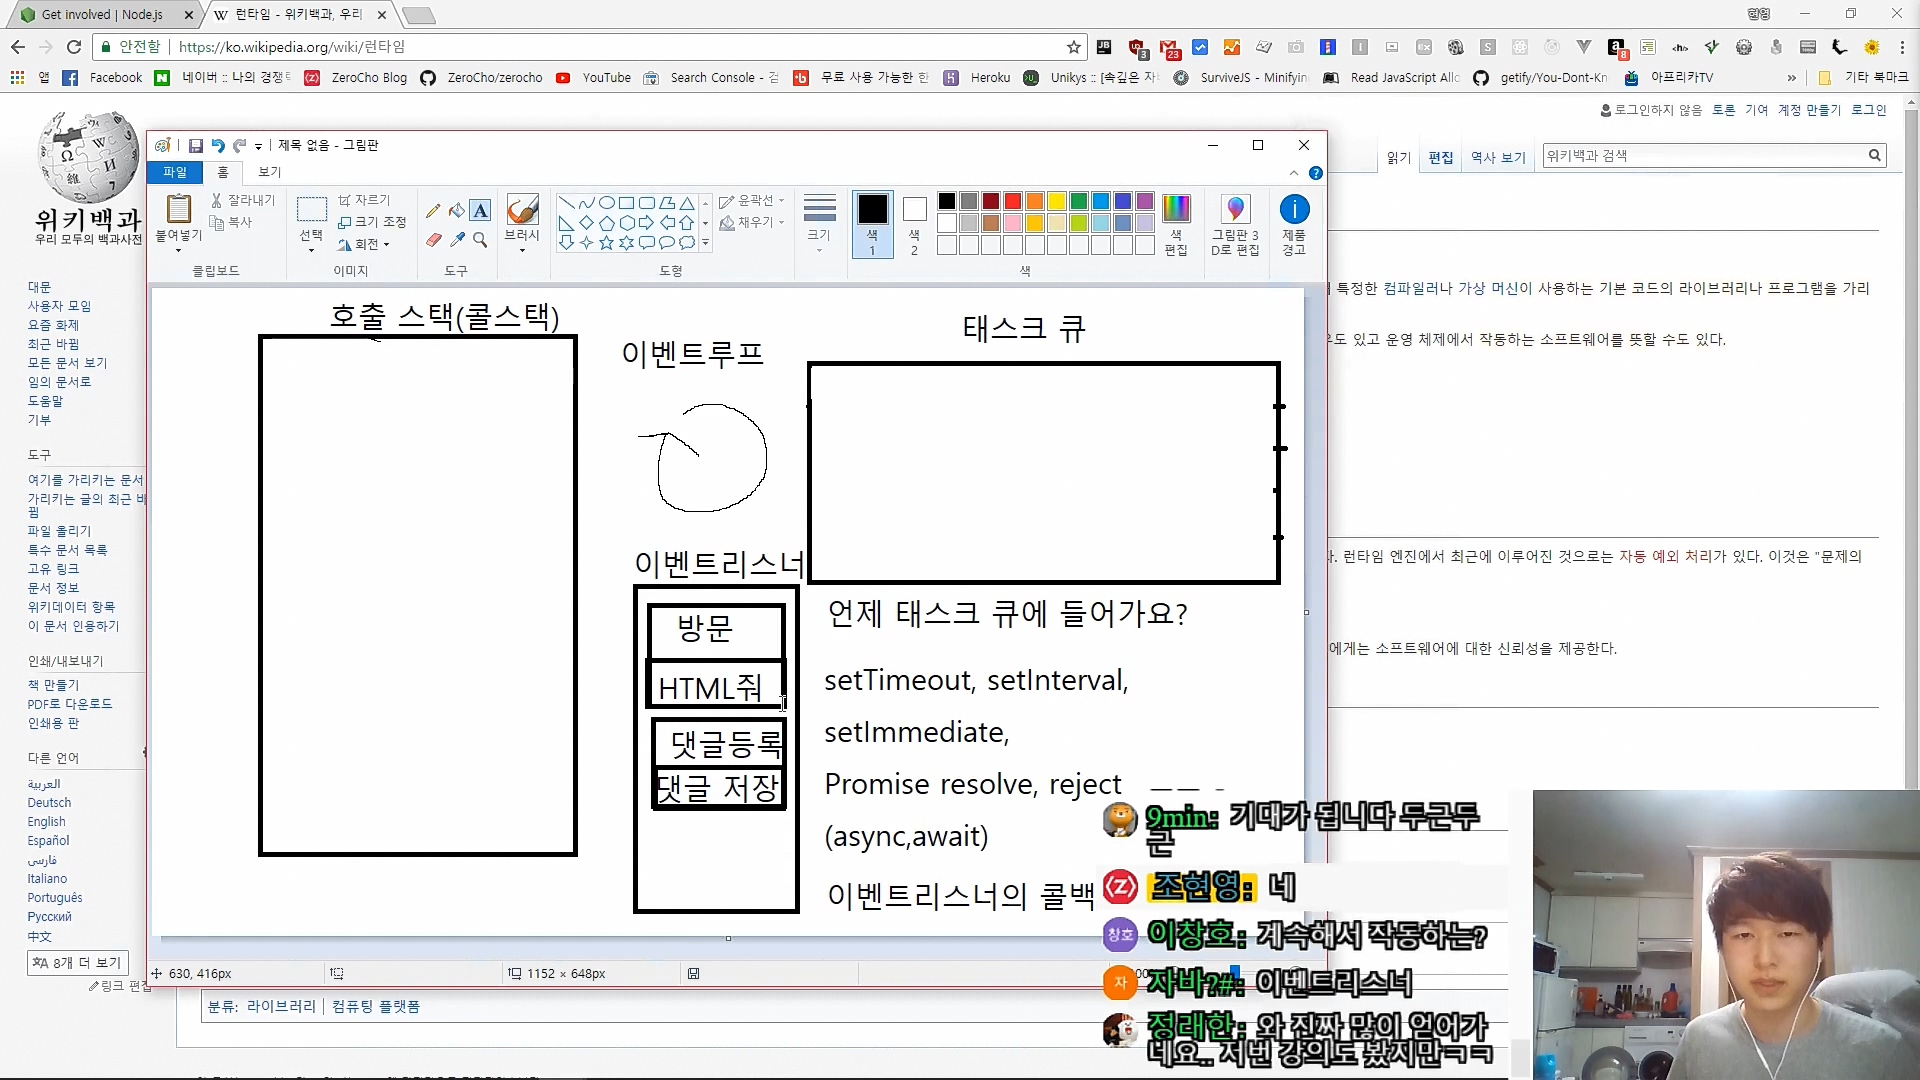 Get involved | Node.js
런타임 - 위키백과, 우리
현영
안전함
https://ko.wikipedia.org/wiki/런타임
앱
Facebook
네이버 :: 나의 경쟁력
ZeroCho Blog
ZeroCho/zerocho
YouTube
Search Console - 검
무료 사용 가능한 한
Heroku
Unikys :: [속깊은 자
SurviveJS - Minifyin
Read JavaScript Allo
getify/You-Dont-Kn
아프리카TV
기타 북마크
로그인하지 않음 토론 기여 계정 만들기 로그인
위키백과
우리 모두의 백과사전
읽기 편집 역사 보기
위키백과 검색
제목 없음 - 그림판
파일 홈 보기
붙여넣기
잘라내기
복사
클립보드
선택
자르기
크기 조정
회전
이미지
도구
브러시
윤곽선
채우기
도형
크기
색 1
색 2
색 편집
색
그림판 3D로 편집
제품 경고
대문
사용자 모임
요즘 화제
최근 바뀜
모든 문서 보기
임의 문서로
도움말
기부
도구
여기를 가리키는 문서
가리키는 글의 최근 바뀜
파일 올리기
특수 문서 목록
고유 링크
문서 정보
위키데이터 항목
이 문서 인용하기
인쇄/내보내기
책 만들기
PDF로 다운로드
인쇄용 판
다른 언어
العربية
Deutsch
English
Español
فارسی
Italiano
Português
Русский
中文
8개 더 보기
링크 편집
호출 스택(콜스택)
이벤트루프
태스크 큐
이벤트리스너
방문
HTML줘
댓글등록
댓글 저장
언제 태스크 큐에 들어가요?
setTimeout, setInterval,
setImmediate,
Promise resolve, reject
(async,await)
이벤트리스너의 콜백
특정한 컴파일러나 가상 머신이 사용하는 기본 코드의 라이브러리나 프로그램을 가리
도 있고 운영 체제에서 작동하는 소프트웨어를 뜻할 수도 있다.
. 런타임 엔진에서 최근에 이루어진 것으로는 자동 예외 처리가 있다. 이것은 "문제의
에게는 소프트웨어에 대한 신뢰성을 제공한다.
630, 416px
1152 × 648px
분류: 라이브러리 | 컴퓨팅 플랫폼
9min: 기대가 됩니다 두근두
근
조현영: 네
창호
이창호: 계속해서 작동하는?
자
자바?#: 이벤트리스너
정래한: 와 진짜 많이 얻어가
네요.. 저번 강의도 봤지만ㅋㅋ